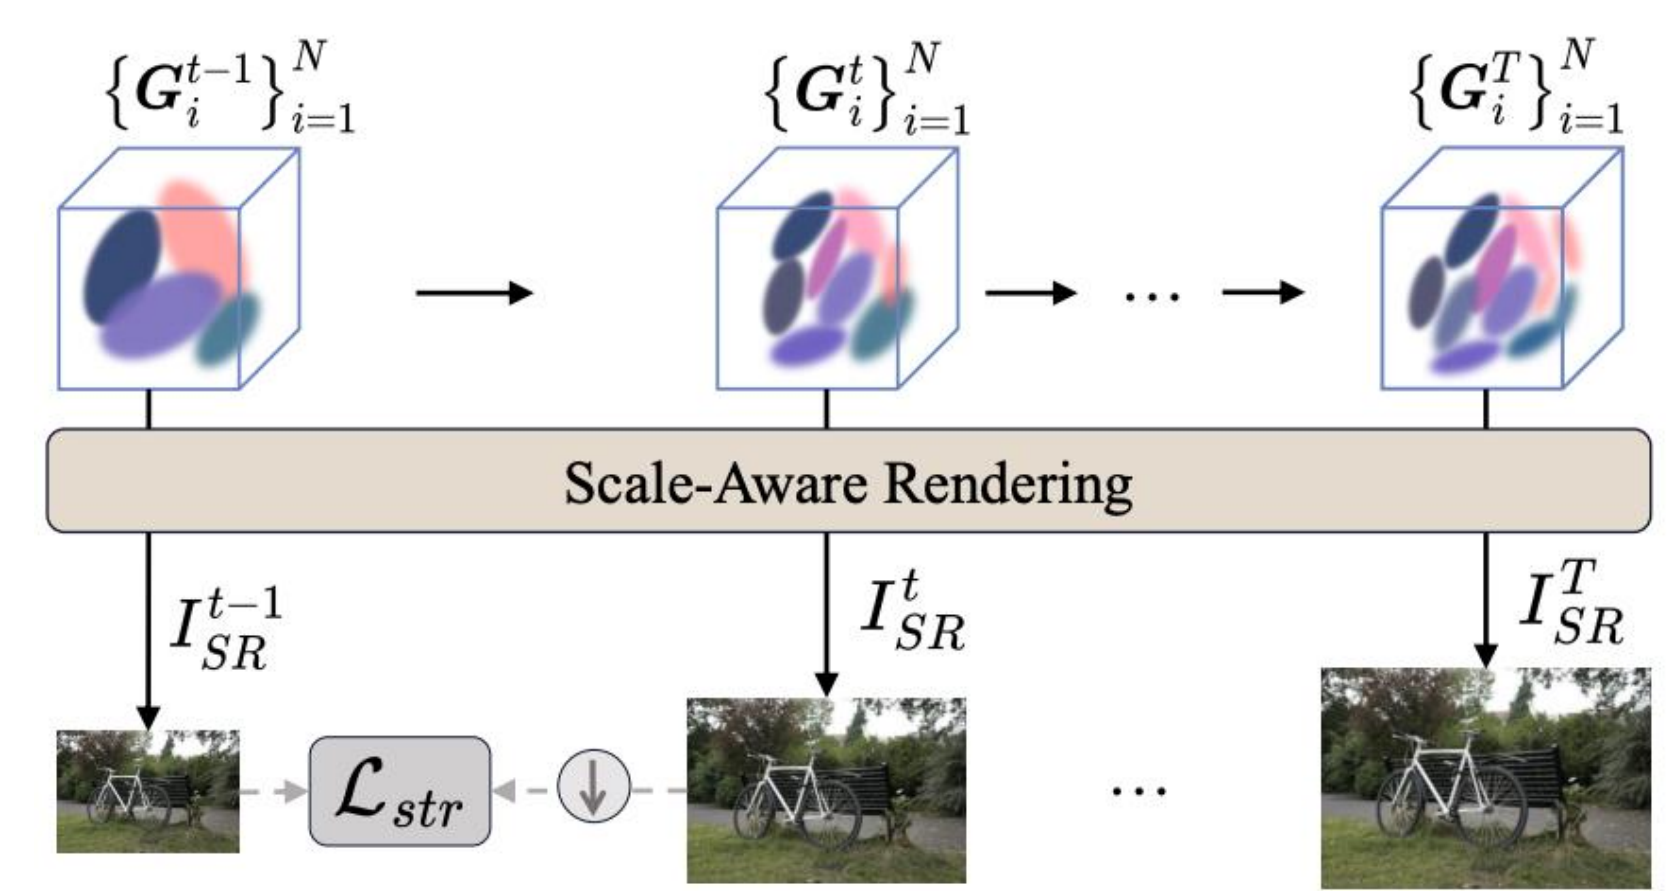 {G_i^{t-1}}_{i=1}^N {G_i^t}_{i=1}^N {G_i^T}_{i=1}^N
...
Scale-Aware Rendering
I_{SR}^{t-1} I_{SR}^t I_{SR}^T
L_{str} ↓ ...